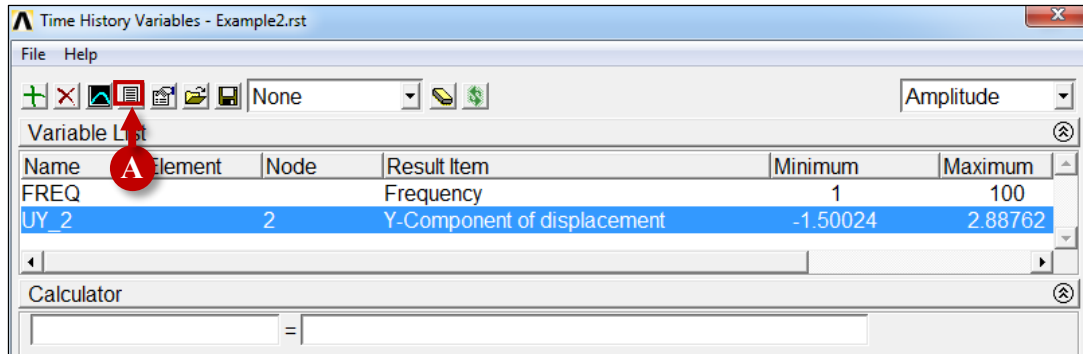 Time History Variables - Example2.rst
File Help
None Amplitude
Variable List
Name Element Node Result Item Minimum Maximum
A
FREQ Frequency 1 100
UY_2 2 Y-Component of displacement -1.50024 2.88762
Calculator
=